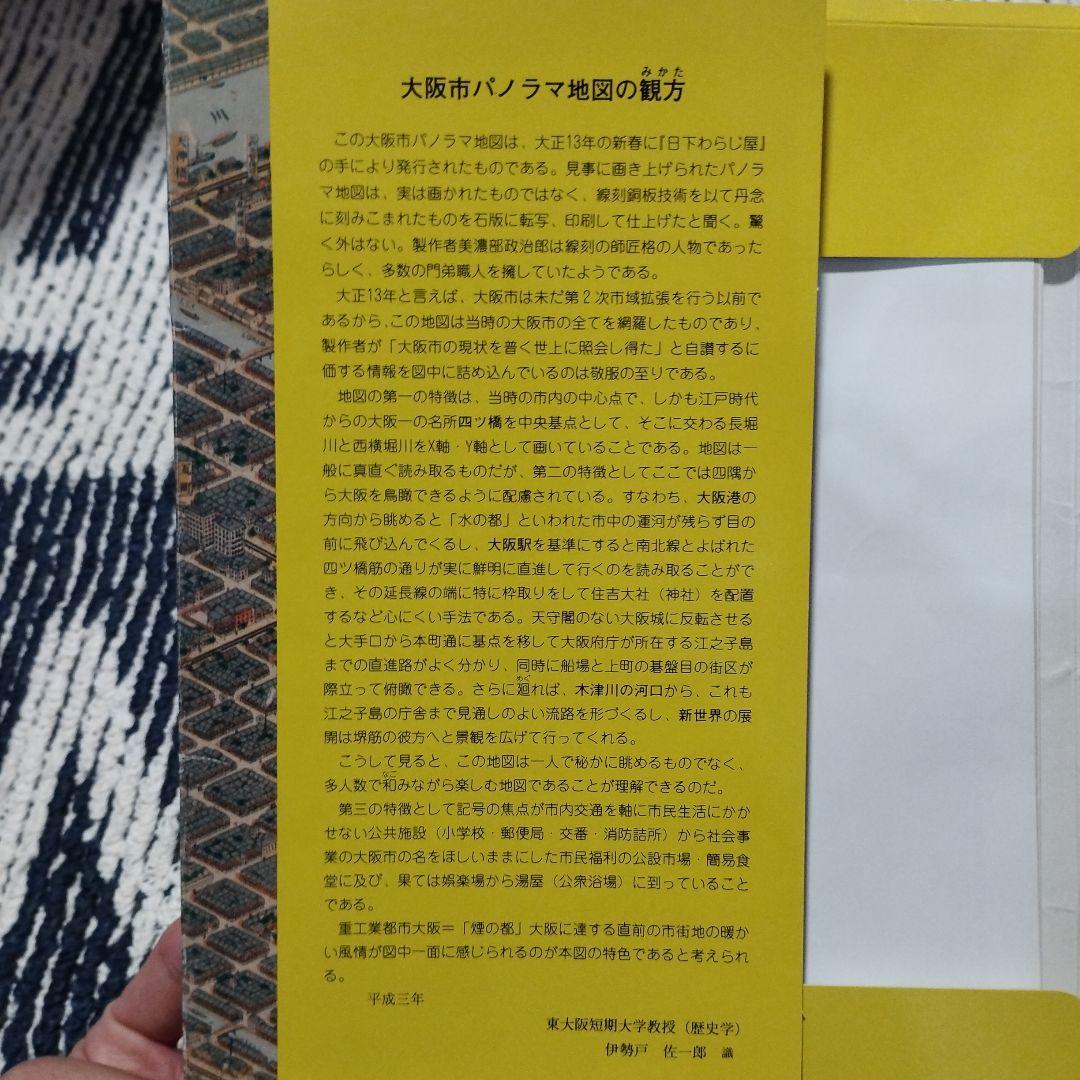 大阪市パノラマ地図の観方
みかた
この大阪市パノラマ地図は、大正13年の新春に『日下わらじ屋』
の手により発行されたものである。見事に画き上げられたパノラ
マ地図は、実は画かれたものではなく、線刻銅板技術を以て丹念
に刻みこまれたものを石版に転写、印刷して仕上げたと聞く。驚
く外はない。製作者美濃部政治郎は線刻の師匠格の人物であった
らしく、多数の門弟職人を擁していたようである。
大正13年と言えば、大阪市は未だ第2次市域拡張を行う以前で
あるから、この地図は当時の大阪市の全てを網羅したものであり、
製作者が「大阪市の現状を普く世上に照会し得た」と自讃するに
価する情報を図中に詰め込んでいるのは敬服の至りである。
地図の第一の特徴は、当時の市内の中心点で、しかも江戸時代
からの大阪一の名所四ツ橋を中央基点として、そこに交わる長堀
川と西横堀川をX軸・Y軸として画いていることである。地図は一
般に真直ぐ読み取るものだが、第二の特徴としてここでは四隅か
ら大阪を鳥瞰できるように配慮されている。すなわち、大阪港の
方向から眺めると「水の都」といわれた市中の運河が残らず目の
前に飛び込んでくるし、大阪駅を基準にすると南北線とよばれた
四ツ橋筋の通りが実に鮮明に直進して行くのを読み取ることがで
き、その延長線の端に特に枠取りをして住吉大社（神社）を配置
するなど心にくい手法である。天守閣のない大阪城に反転させる
と大手口から本町通に基点を移して大阪府庁が所在する江之子島
までの直進路がよく分かり、同時に船場と上町の碁盤目の街区が
際立って俯瞰できる。さらに廻れば、木津川の河口から、これも
めぐ
江之子島の庁舎まで見通しのよい流路を形づくるし、新世界の展
開は堺筋の彼方へと景観を広げて行ってくれる。
こうして見ると、この地図は一人で秘かに眺めるものでなく、
多人数で和みながら楽しむ地図であることが理解できるのだ。
なご
第三の特徴として記号の焦点が市内交通を軸に市民生活にかか
せない公共施設（小学校・郵便局・交番・消防詰所）から社会事
業の大阪市の名をほしいままにした市民福利の公設市場・簡易食
堂に及び、果ては娯楽場から湯屋（公衆浴場）に到っていること
である。
重工業都市大阪＝「煙の都」大阪に達する直前の市街地の暖か
い風情が図中一面に感じられるのが本図の特色であると考えられ
る。
平成三年
東大阪短期大学教授（歴史学）
伊勢戸 佐一郎 識